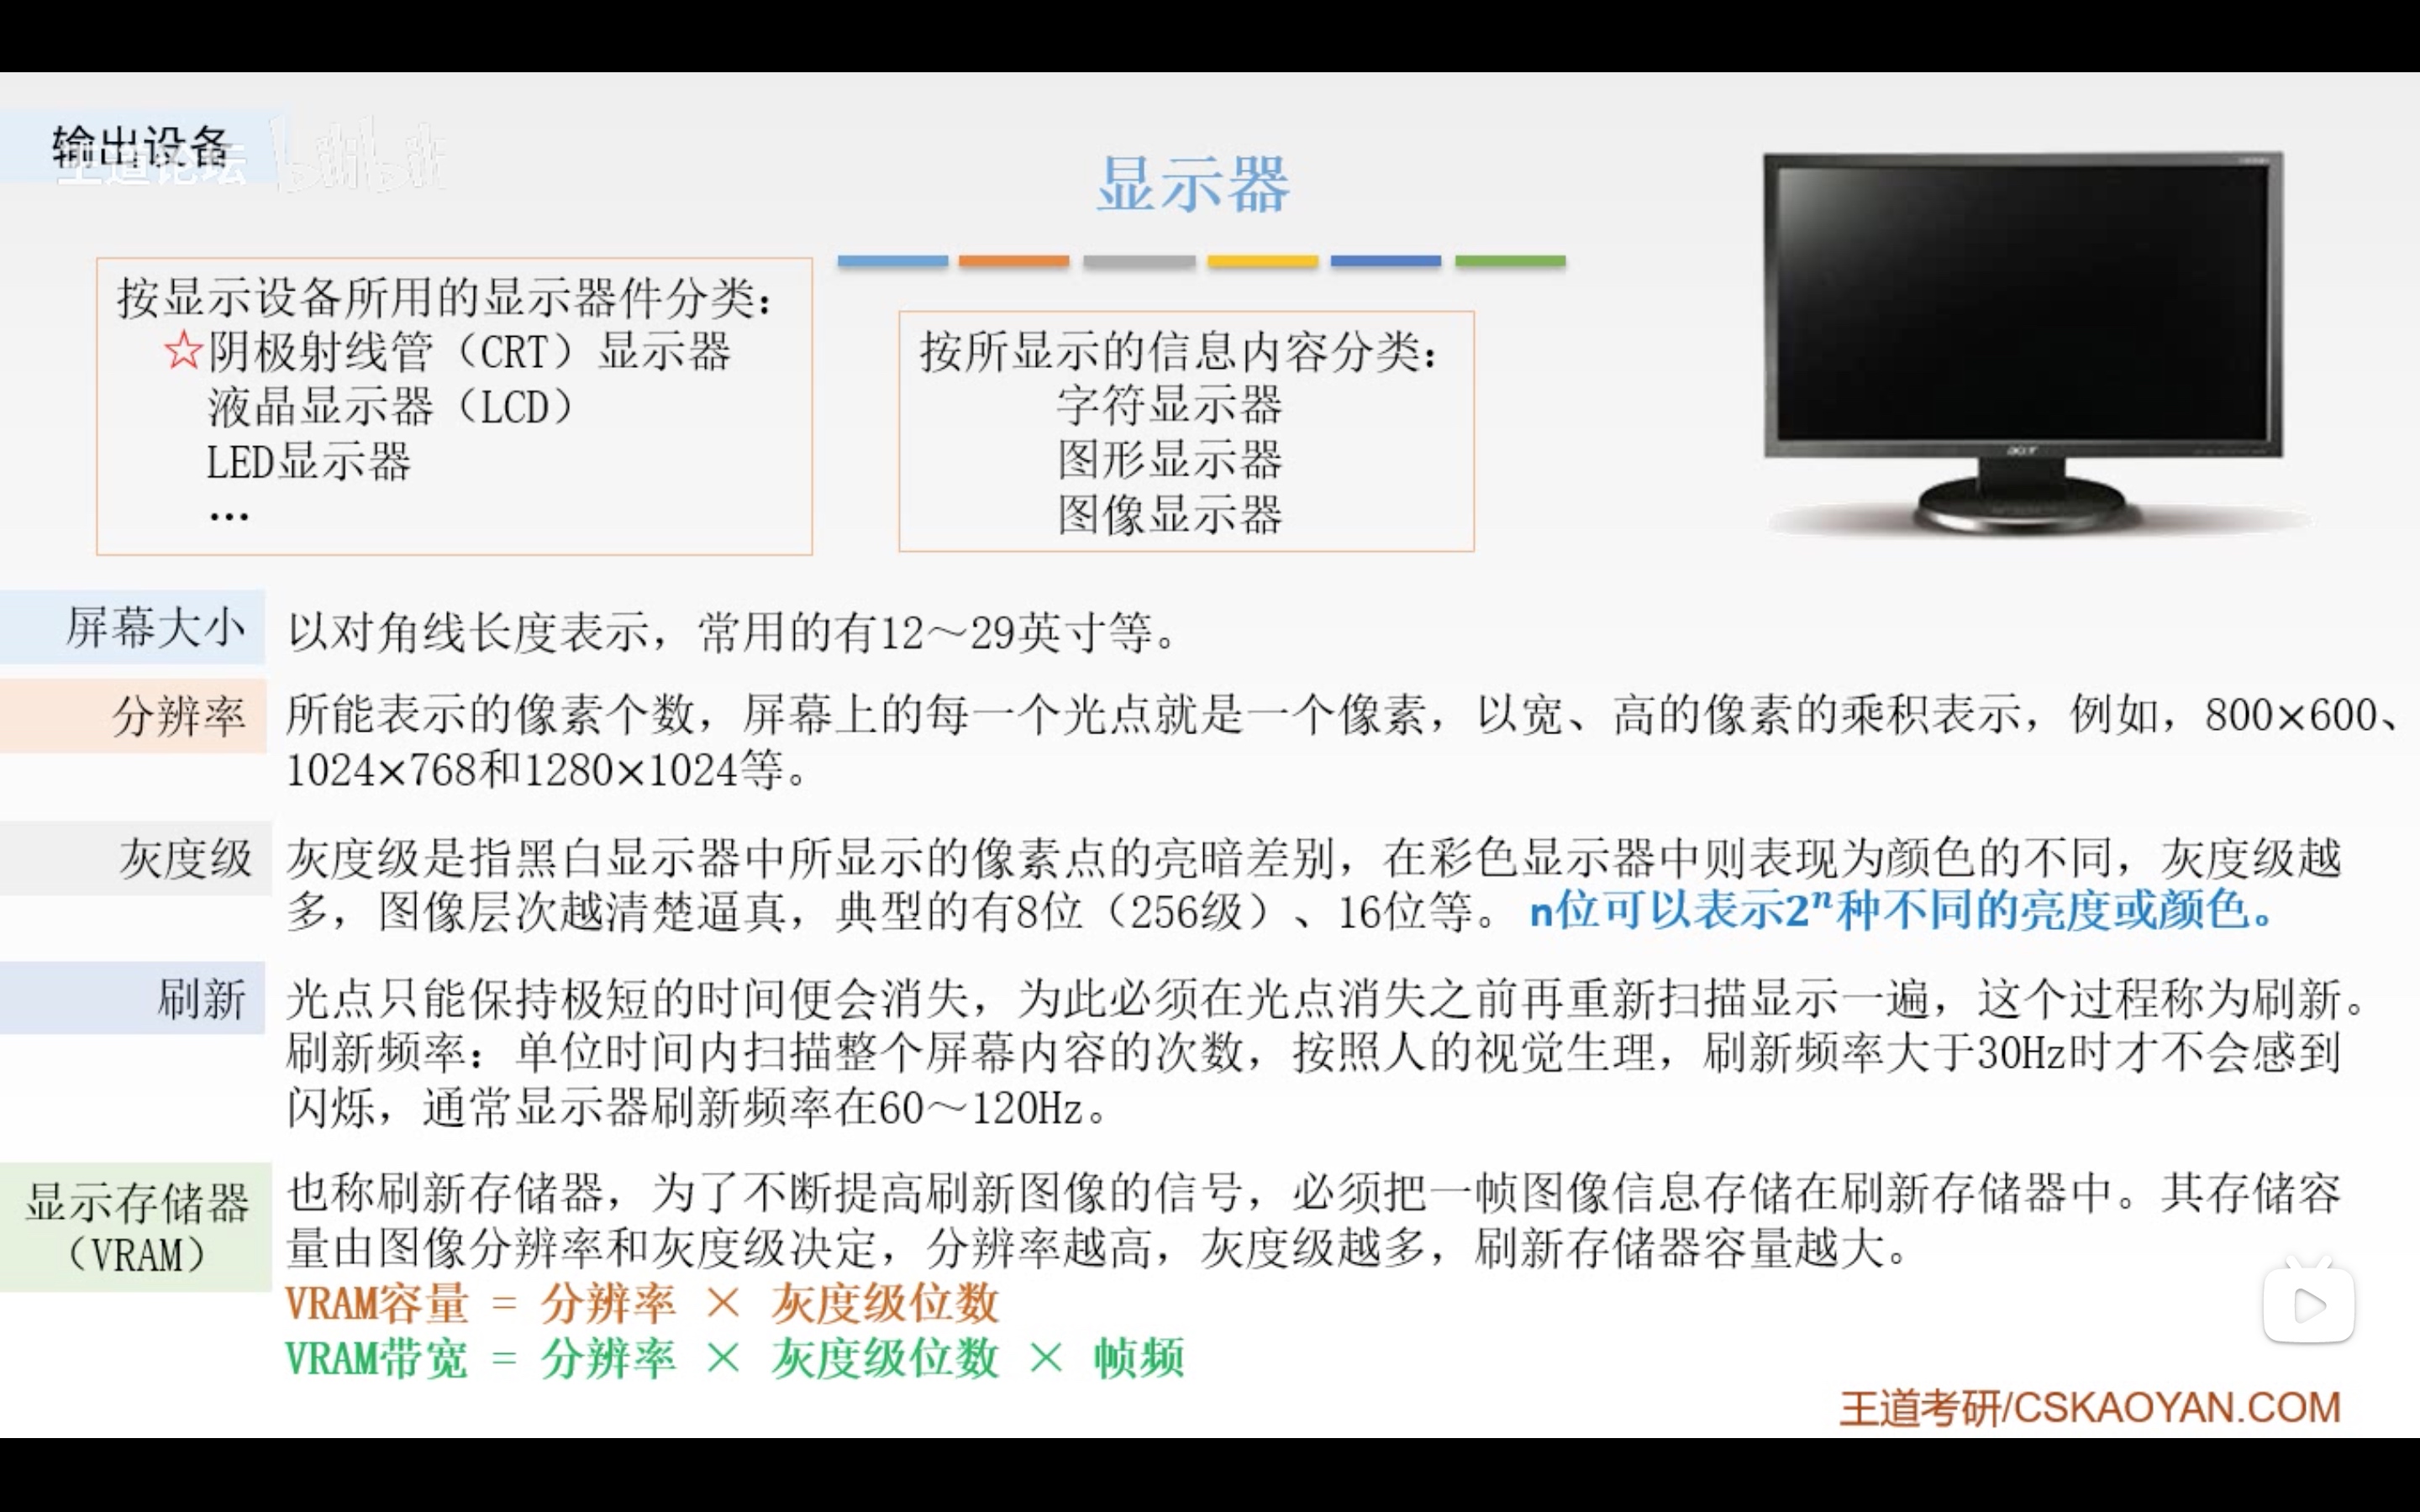 输出设备
王道论坛 bilibili
显示器
按显示设备所用的显示器件分类：
☆阴极射线管（CRT）显示器
液晶显示器（LCD）
LED显示器
…
按所显示的信息内容分类：
字符显示器
图形显示器
图像显示器
acer
屏幕大小
以对角线长度表示，常用的有12～29英寸等。
分辨率
所能表示的像素个数，屏幕上的每一个光点就是一个像素，以宽、高的像素的乘积表示，例如，800×600、
1024×768和1280×1024等。
灰度级
灰度级是指黑白显示器中所显示的像素点的亮暗差别，在彩色显示器中则表现为颜色的不同，灰度级越
多，图像层次越清楚逼真，典型的有8位（256级）、16位等。 n位可以表示2ⁿ种不同的亮度或颜色。
刷新
光点只能保持极短的时间便会消失，为此必须在光点消失之前再重新扫描显示一遍，这个过程称为刷新。
刷新频率：单位时间内扫描整个屏幕内容的次数，按照人的视觉生理，刷新频率大于30Hz时才不会感到
闪烁，通常显示器刷新频率在60～120Hz。
显示存储器
（VRAM）
也称刷新存储器，为了不断提高刷新图像的信号，必须把一帧图像信息存储在刷新存储器中。其存储容
量由图像分辨率和灰度级决定，分辨率越高，灰度级越多，刷新存储器容量越大。
VRAM容量 = 分辨率 × 灰度级位数
VRAM带宽 = 分辨率 × 灰度级位数 × 帧频
王道考研/CSKAOYAN.COM